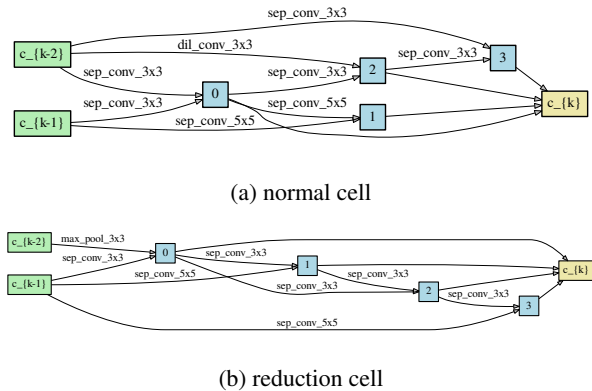 sep_conv_3x3
c_{k-2}
dil_conv_3x3
sep_conv_3x3
3
2
sep_conv_3x3
sep_conv_3x3
0
sep_conv_3x3
sep_conv_5x5
c_{k}
c_{k-1}
sep_conv_5x5
1
(a) normal cell
c_{k-2}
max_pool_3x3
0
sep_conv_3x3
sep_conv_3x3
1
c_{k}
c_{k-1}
sep_conv_5x5
sep_conv_3x3
sep_conv_3x3
2
sep_conv_3x3
3
sep_conv_5x5
(b) reduction cell